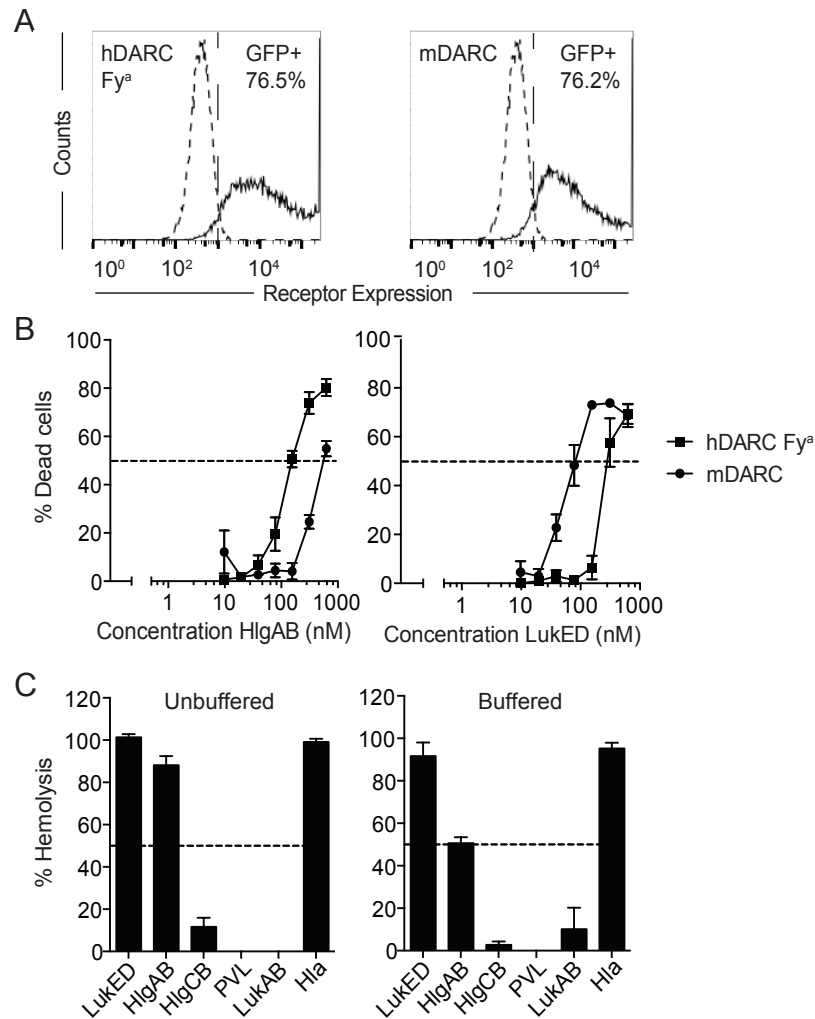 A
hDARC
Fyª
GFP+
76.5%
mDARC
GFP+
76.2%
Counts
10⁰ 10² 10⁴
10⁰ 10² 10⁴
Receptor Expression
B
% Dead cells
100
80
60
40
20
0
1 10 100 1000
Concentration HlgAB (nM)
100
80
60
40
20
0
1 10 100 1000
Concentration LukED (nM)
hDARC Fyª
mDARC
C
% Hemolysis
Unbuffered
120
100
80
60
40
20
0
LukED HlgAB HlgCB PVL LukAB Hla
Buffered
120
100
80
60
40
20
0
LukED HlgAB HlgCB PVL LukAB Hla